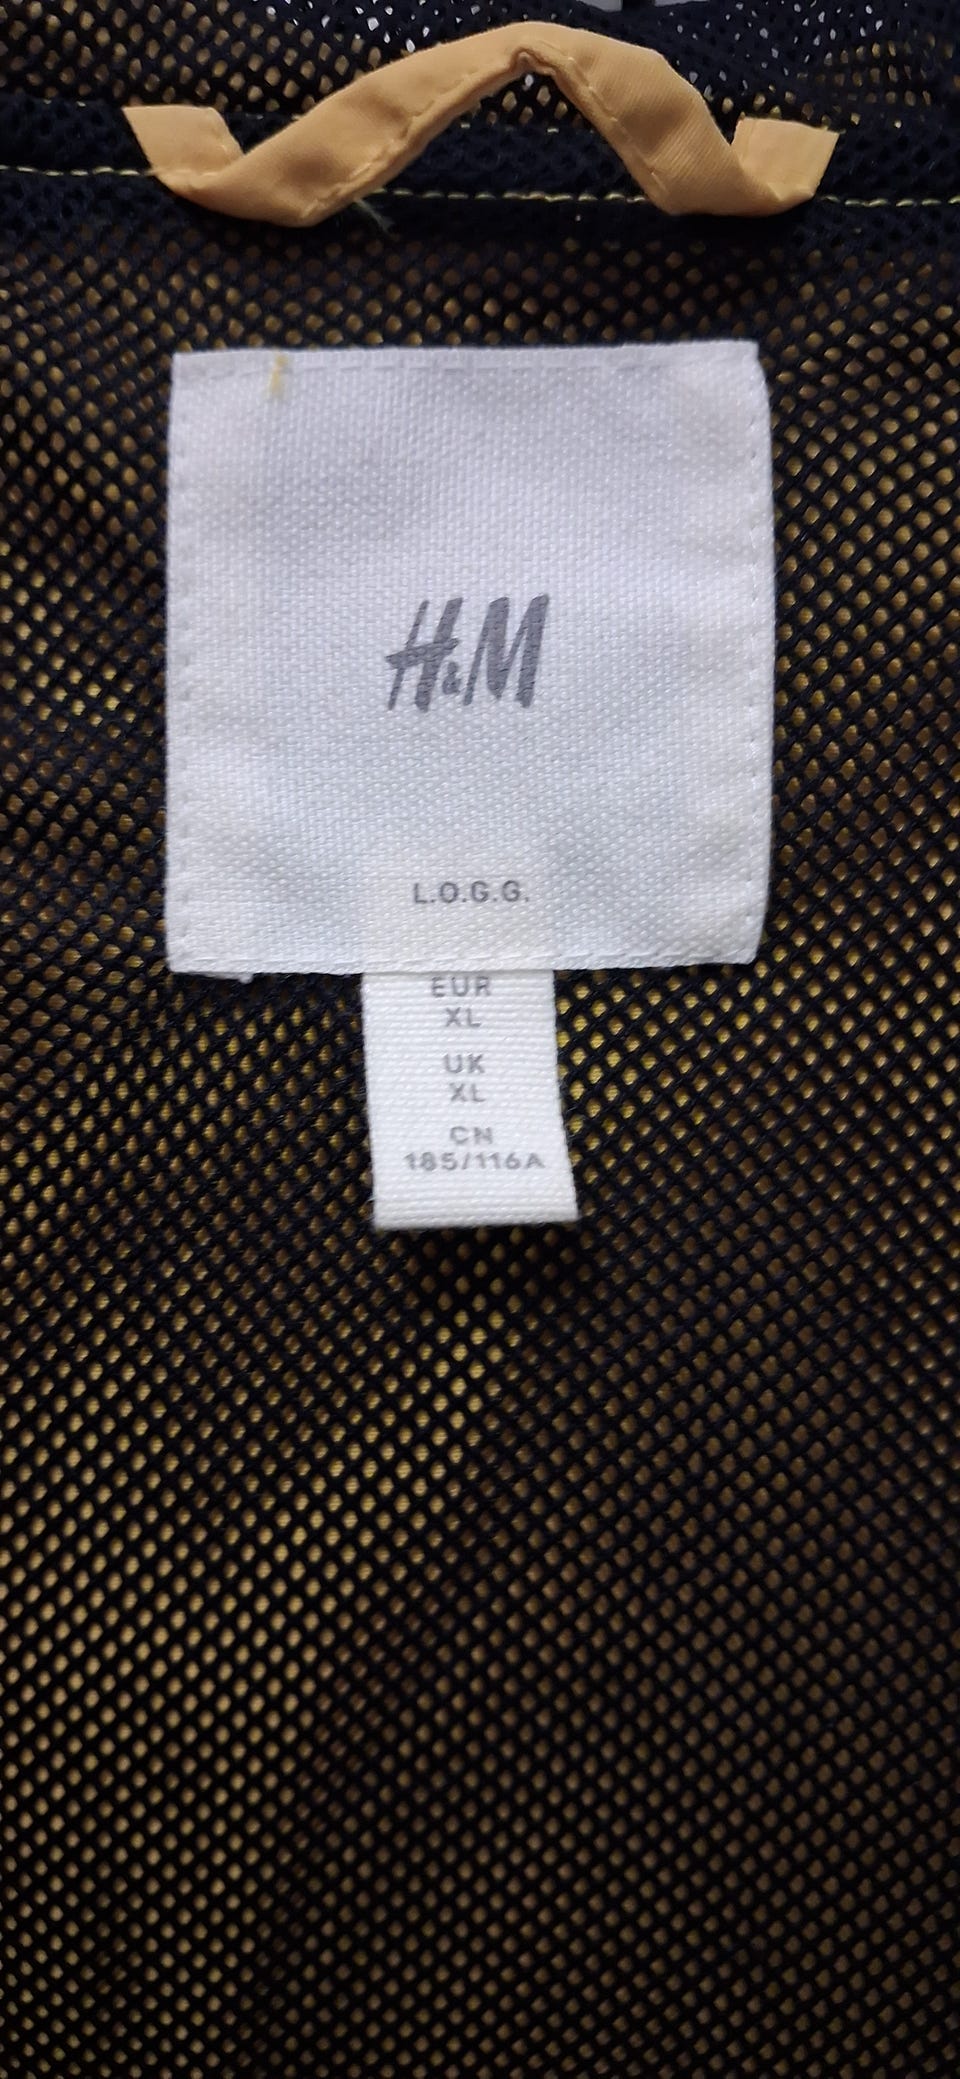 H&M
L.O.G.G.
EUR
XL
UK
XL
CN
185/116A